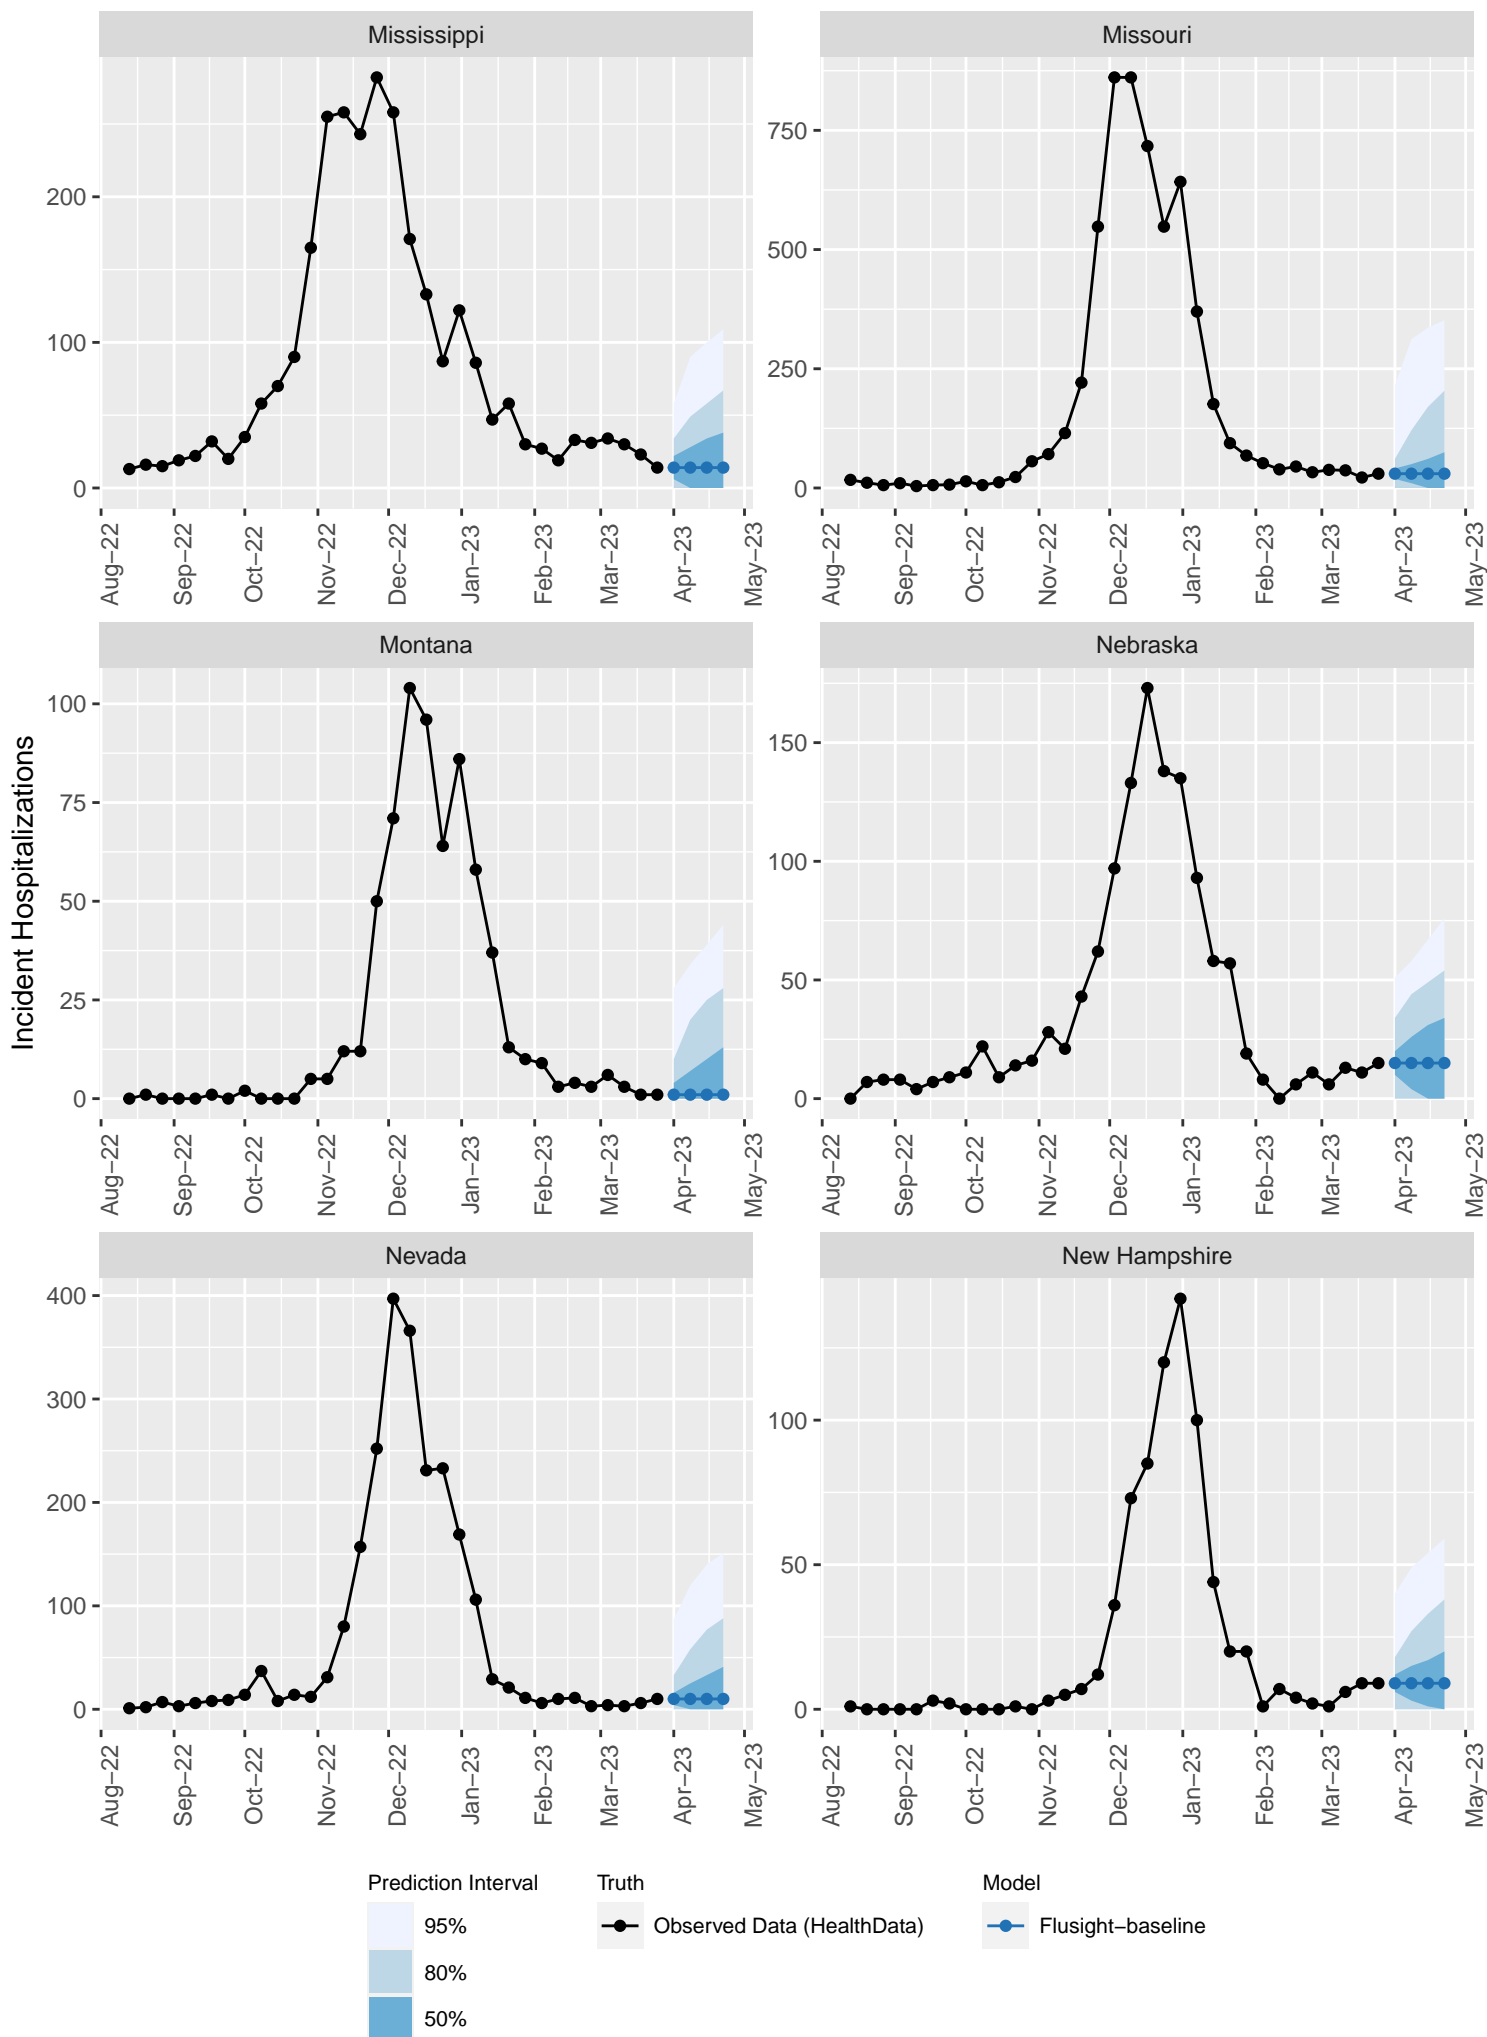 Mississippi
Missouri
200
100
0
750
500
250
0
Aug−22
Sep−22
Oct−22
Nov−22
Dec−22
Jan−23
Feb−23
Mar−23
Apr−23
May−23
Aug−22
Sep−22
Oct−22
Nov−22
Dec−22
Jan−23
Feb−23
Mar−23
Apr−23
May−23
Incident Hospitalizations
Montana
Nebraska
100
75
50
25
0
150
100
50
0
Aug−22
Sep−22
Oct−22
Nov−22
Dec−22
Jan−23
Feb−23
Mar−23
Apr−23
May−23
Aug−22
Sep−22
Oct−22
Nov−22
Dec−22
Jan−23
Feb−23
Mar−23
Apr−23
May−23
Nevada
New Hampshire
400
300
200
100
0
100
50
0
Aug−22
Sep−22
Oct−22
Nov−22
Dec−22
Jan−23
Feb−23
Mar−23
Apr−23
May−23
Aug−22
Sep−22
Oct−22
Nov−22
Dec−22
Jan−23
Feb−23
Mar−23
Apr−23
May−23
Prediction Interval
95%
80%
50%
Truth
Observed Data (HealthData)
Model
Flusight−baseline